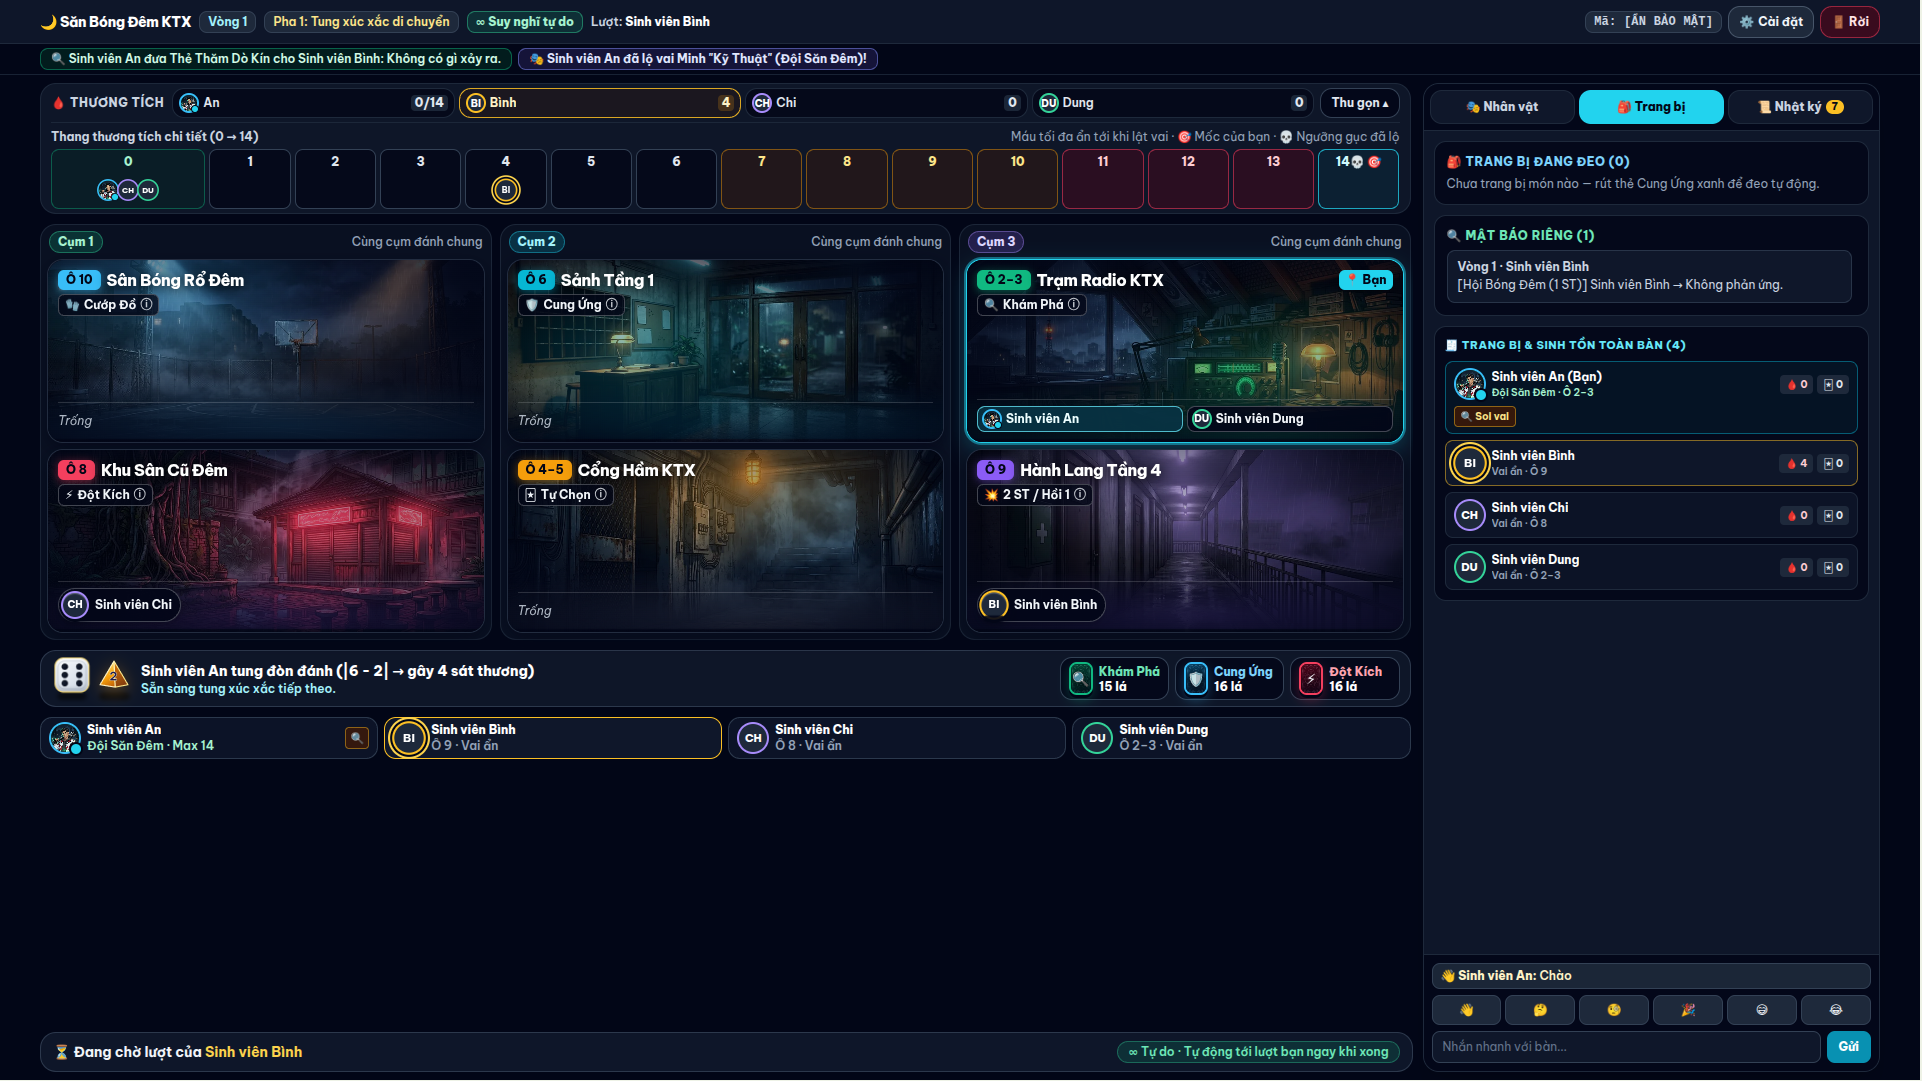 🌙 Săn Bóng Đêm KTX Vòng 1 Pha 1: Tung xúc xắc di chuyển ∞ Suy nghĩ tự do Lượt: Sinh viên Bình Mã: [ẨN BẢO MẬT] ⚙️ Cài đặt 🚪 Rời
🔍 Sinh viên An đưa Thẻ Thăm Dò Kín cho Sinh viên Bình: Không có gì xảy ra. 🎭 Sinh viên An đã lộ vai Minh "Kỹ Thuật" (Đội Săn Đêm)!
🩸 THƯƠNG TÍCH An 0/14 BI Bình 4 CH Chi 0 DU Dung 0 Thu gọn ▴
Thang thương tích chi tiết (0 → 14) Máu tối đa ẩn tới khi lật vai · 🎯 Mốc của bạn · 💀 Ngưỡng gục đã lộ
0 1 2 3 4 5 6 7 8 9 10 11 12 13 14💀 🎯
CH DU BI
Cụm 1 Cùng cụm đánh chung
Ô 10 Sân Bóng Rổ Đêm
🧤 Cướp Đồ ⓘ
Trống
Ô 8 Khu Sân Cũ Đêm
⚡ Đột Kích ⓘ
CH Sinh viên Chi
Cụm 2 Cùng cụm đánh chung
Ô 6 Sảnh Tầng 1
🛡️ Cung Ứng ⓘ
Trống
Ô 4–5 Cổng Hầm KTX
🃏 Tự Chọn ⓘ
Trống
Cụm 3 Cùng cụm đánh chung
Ô 2–3 Trạm Radio KTX 📍 Bạn
🔍 Khám Phá ⓘ
Sinh viên An DU Sinh viên Dung
Ô 9 Hành Lang Tầng 4
💥 2 ST / Hồi 1 ⓘ
BI Sinh viên Bình
2 Sinh viên An tung đòn đánh (|6 - 2| → gây 4 sát thương)
Sẵn sàng tung xúc xắc tiếp theo.
🔍 Khám Phá
15 lá
🛡️ Cung Ứng
16 lá
⚡ Đột Kích
16 lá
Sinh viên An
Đội Săn Đêm · Max 14 🔍
BI Sinh viên Bình
Ô 9 · Vai ẩn
CH Sinh viên Chi
Ô 8 · Vai ẩn
DU Sinh viên Dung
Ô 2–3 · Vai ẩn
⏳ Đang chờ lượt của Sinh viên Bình ∞ Tự do · Tự động tới lượt bạn ngay khi xong
🎭 Nhân vật 🎒 Trang bị 📜 Nhật ký 7
🎒 TRANG BỊ ĐANG ĐEO (0)
Chưa trang bị món nào — rút thẻ Cung Ứng xanh để đeo tự động.
🔍 MẬT BÁO RIÊNG (1)
Vòng 1 · Sinh viên Bình
[Hội Bóng Đêm (1 ST)] Sinh viên Bình → Không phản ứng.
🧾 TRANG BỊ & SINH TỒN TOÀN BÀN (4)
Sinh viên An (Bạn)
Đội Săn Đêm · Ô 2–3 🩸 0 🃏 0
🔍 Soi vai
BI Sinh viên Bình
Vai ẩn · Ô 9 🩸 4 🃏 0
CH Sinh viên Chi
Vai ẩn · Ô 8 🩸 0 🃏 0
DU Sinh viên Dung
Vai ẩn · Ô 2–3 🩸 0 🃏 0
👋 Sinh viên An: Chào
Nhắn nhanh với bàn... Gửi